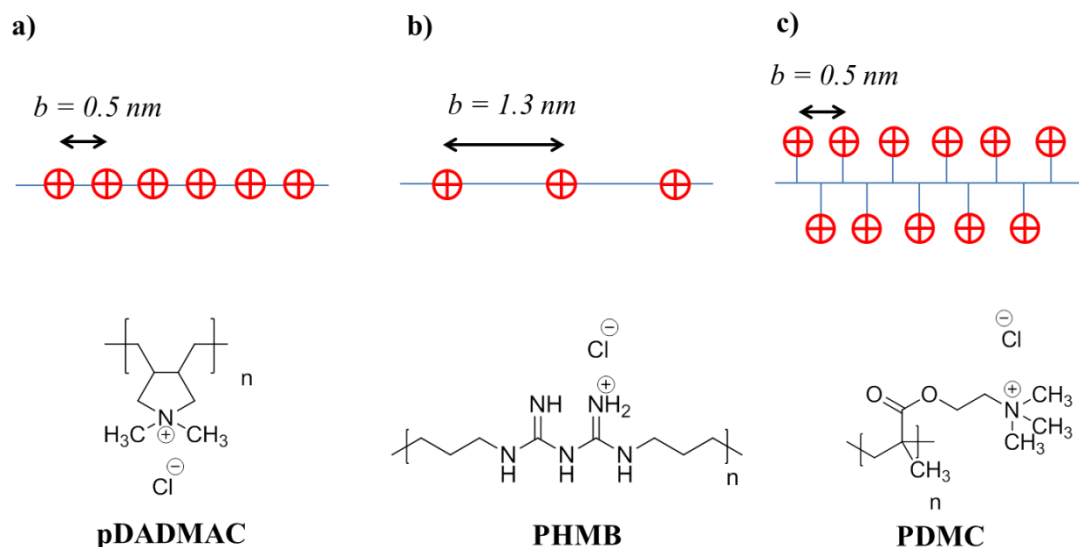 a)
b = 0.5 nm
b)
b = 1.3 nm
c)
b = 0.5 nm
n
N
⊕
H3C
CH3
⊖
Cl
pDADMAC
⊖
Cl
NH
⊕
NH2
N
H
N
H
N
H
n
PHMB
⊖
Cl
O
O
⊕
N
CH3
CH3
CH3
CH3
n
PDMC